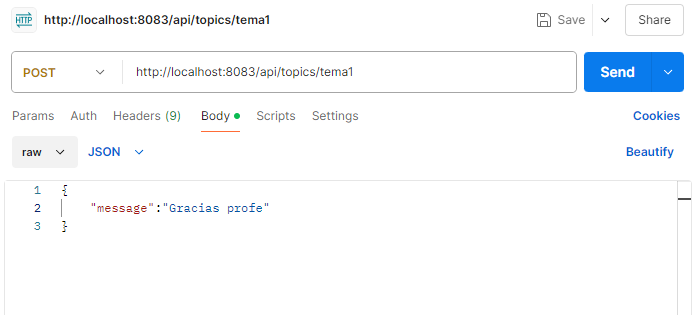 HTTP http://localhost:8083/api/topics/tema1 Save Share
POST http://localhost:8083/api/topics/tema1 Send
Params Auth Headers (9) Body Scripts Settings Cookies
raw JSON Beautify
1 {
2 "message":"Gracias profe"
3 }